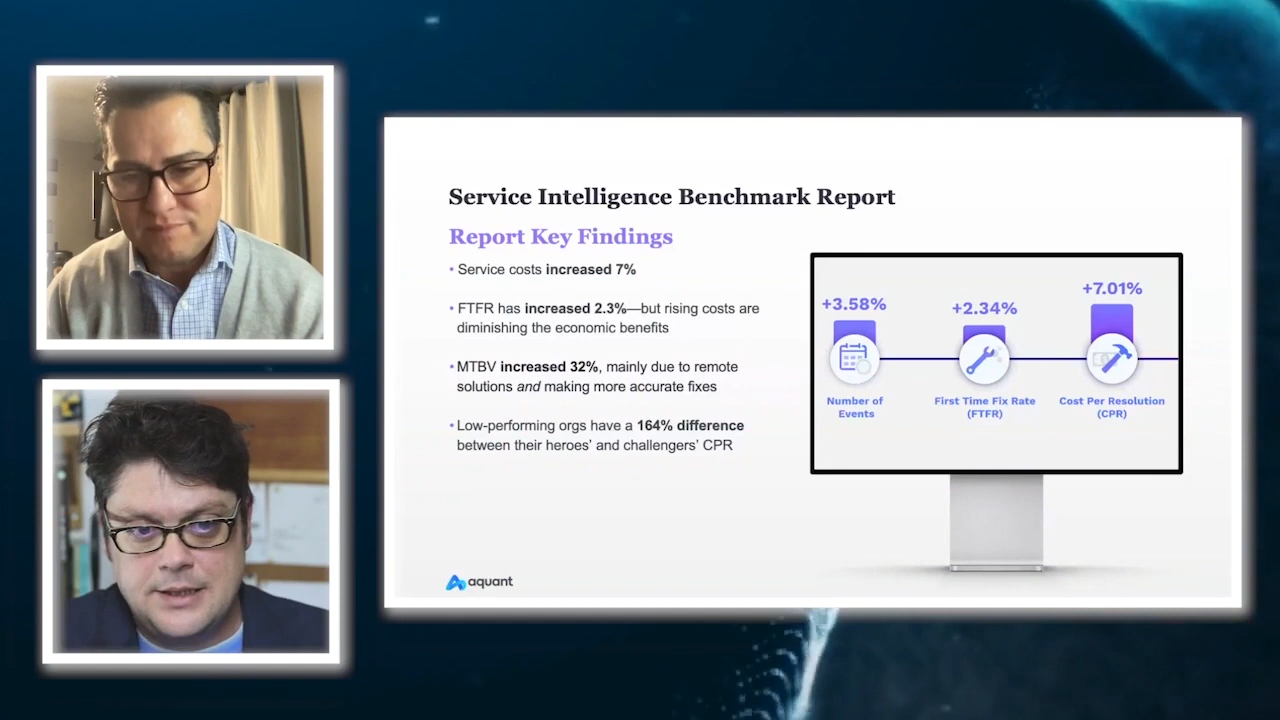 Service Intelligence Benchmark Report
Report Key Findings
• Service costs increased 7%
• FTFR has increased 2.3%—but rising costs are
diminishing the economic benefits
• MTBV increased 32%, mainly due to remote
solutions and making more accurate fixes
• Low-performing orgs have a 164% difference
between their heroes’ and challengers’ CPR
+3.58%
Number of
Events
+2.34%
First Time Fix Rate
(FTFR)
+7.01%
Cost Per Resolution
(CPR)
aquant